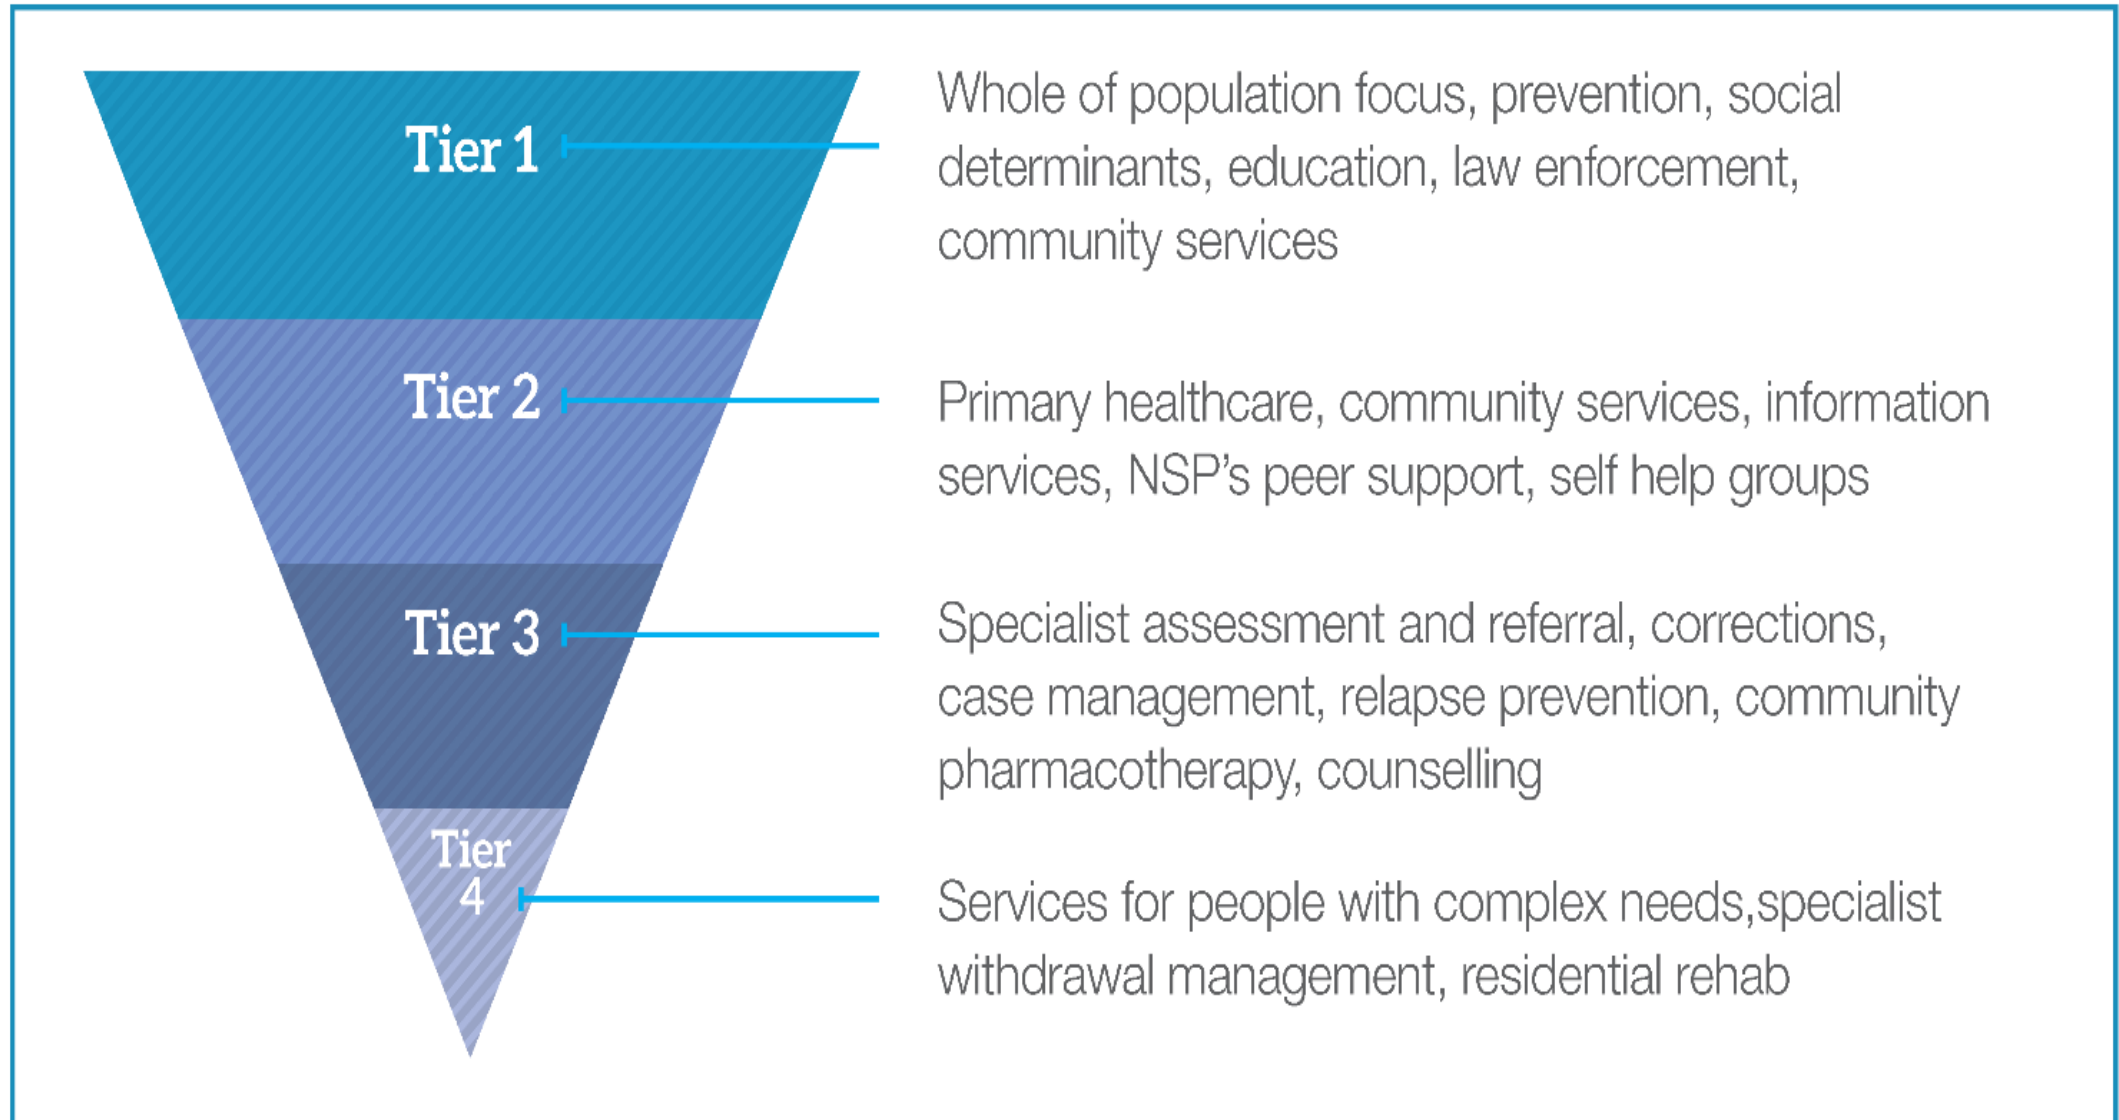 Tier 1
Whole of population focus, prevention, social
determinants, education, law enforcement,
community services
Tier 2
Primary healthcare, community services, information
services, NSP’s peer support, self help groups
Tier 3
Specialist assessment and referral, corrections,
case management, relapse prevention, community
pharmacotherapy, counselling
Tier
4
Services for people with complex needs,specialist
withdrawal management, residential rehab